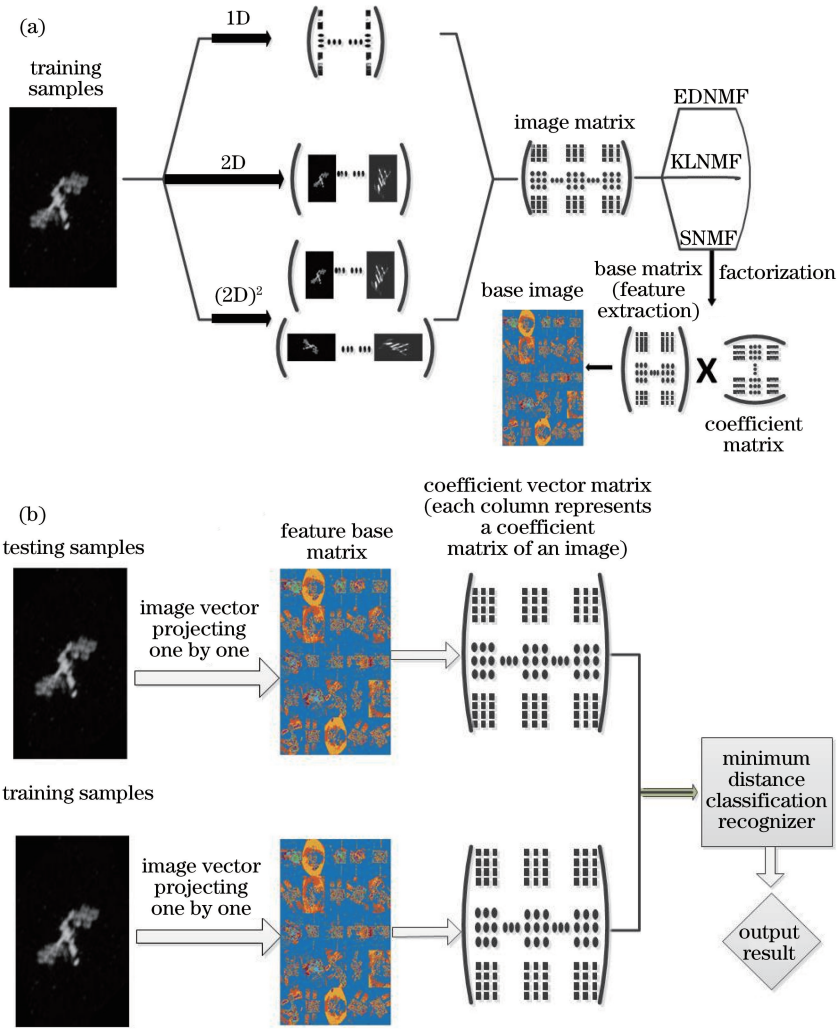 (a)
training
samples
1D
2D
(2D)²
image matrix
EDNMF
KLNMF
SNMF
factorization
base matrix
(feature
extraction)
base image
X
coefficient
matrix
(b)
testing samples
image vector
projecting
one by one
feature base
matrix
coefficient vector matrix
(each column represents
a coefficient
matrix of an image)
training samples
image vector
projecting
one by one
minimum
distance
classification
recognizer
output
result